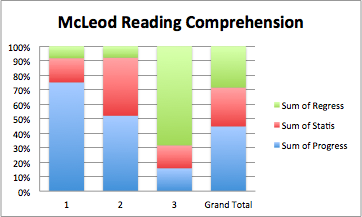 McLeod Reading Comprehension
100%
90%
80%
70%
60%
50%
40%
30%
20%
10%
0%
1 2 3 Grand Total
Sum of Regress
Sum of Statis
Sum of Progress